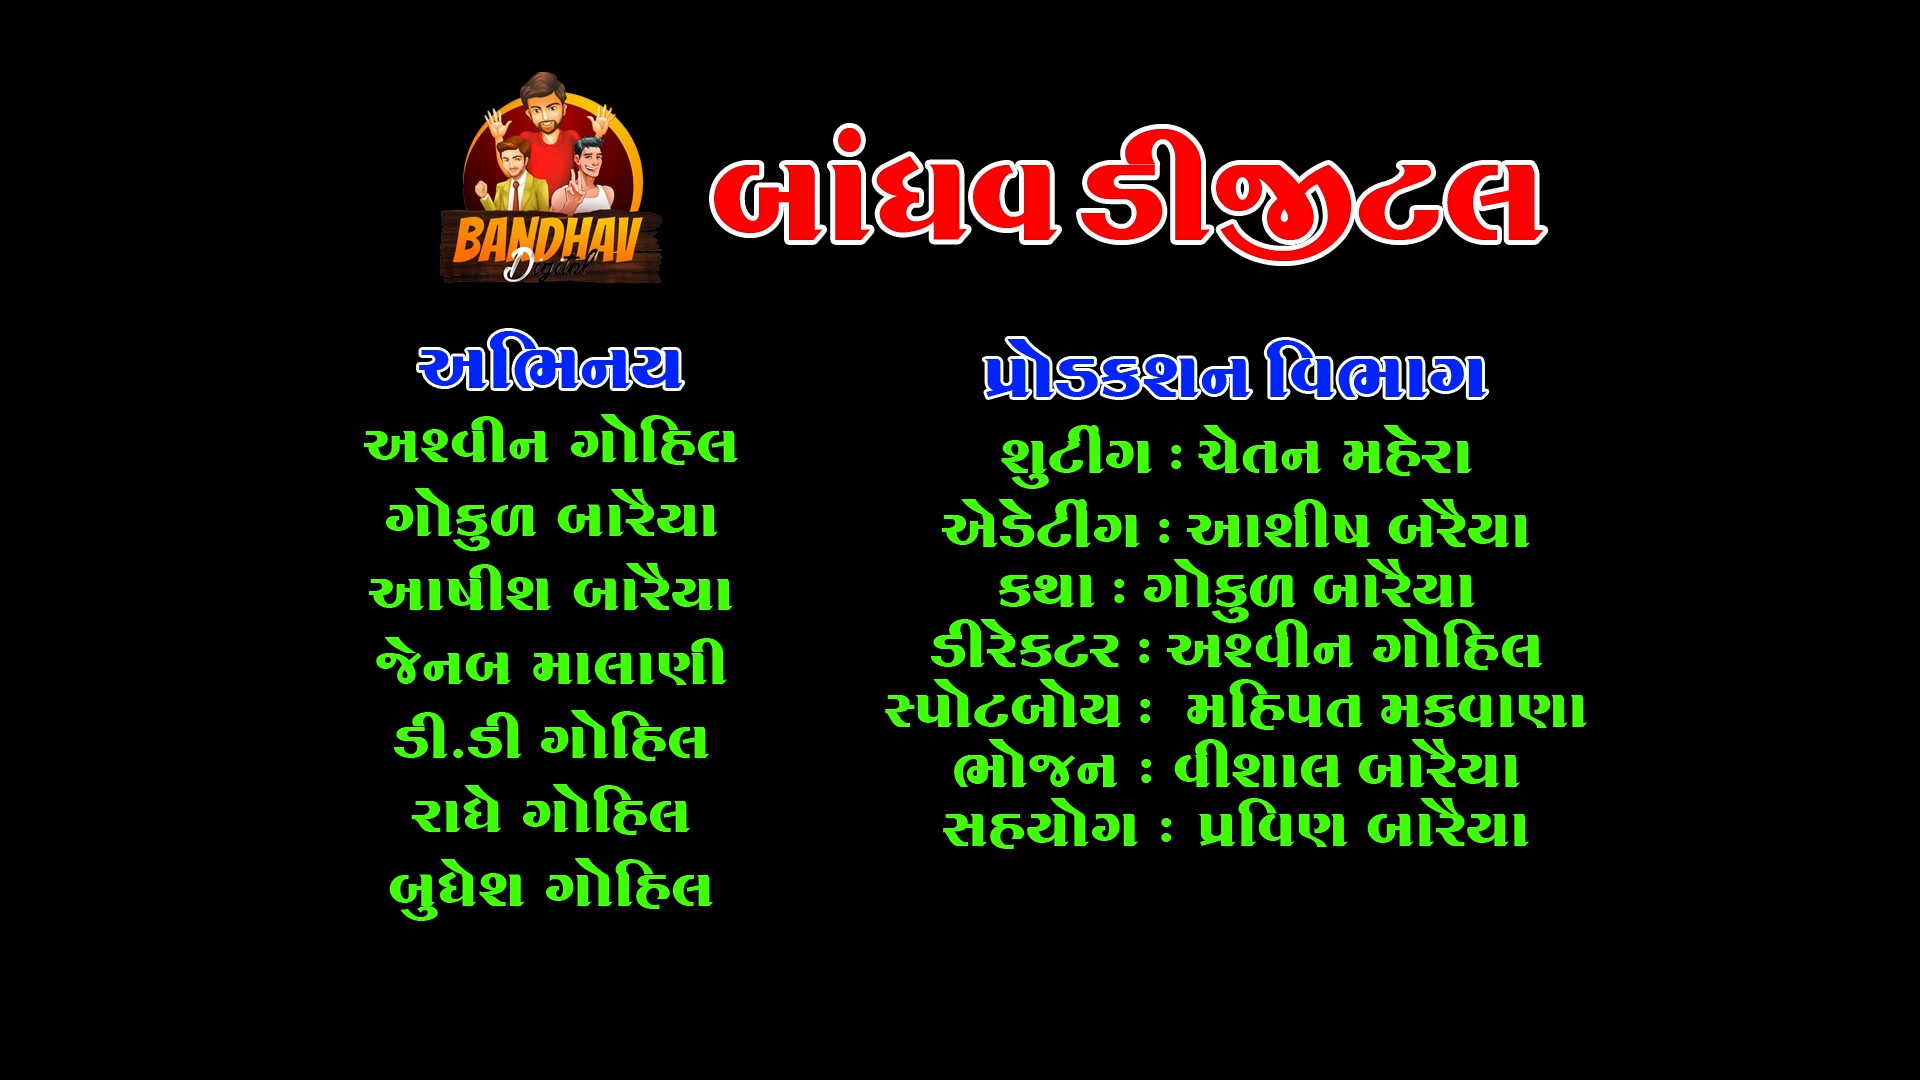 BANDHAV
Digital
બાંધવ ડીજીટલ
અભિનય
અશ્વીન ગોહિલ
ગોકુળ બારૈયા
આષીશ બારૈયા
જેનબ માલાણી
ડી.ડી ગોહિલ
રાધે ગોહિલ
બુધેશ ગોહિલ
પ્રોડકશન વિભાગ
શુટીંગ : ચેતન મહેરા
એડેટીંગ : આશીષ બરૈયા
કથા : ગોકુળ બારૈયા
ડીરેકટર : અશ્વીન ગોહિલ
સ્પોટબોય : મહિપત મકવાણા
ભોજન : વીશાલ બારૈયા
સહયોગ : પ્રવિણ બારૈયા